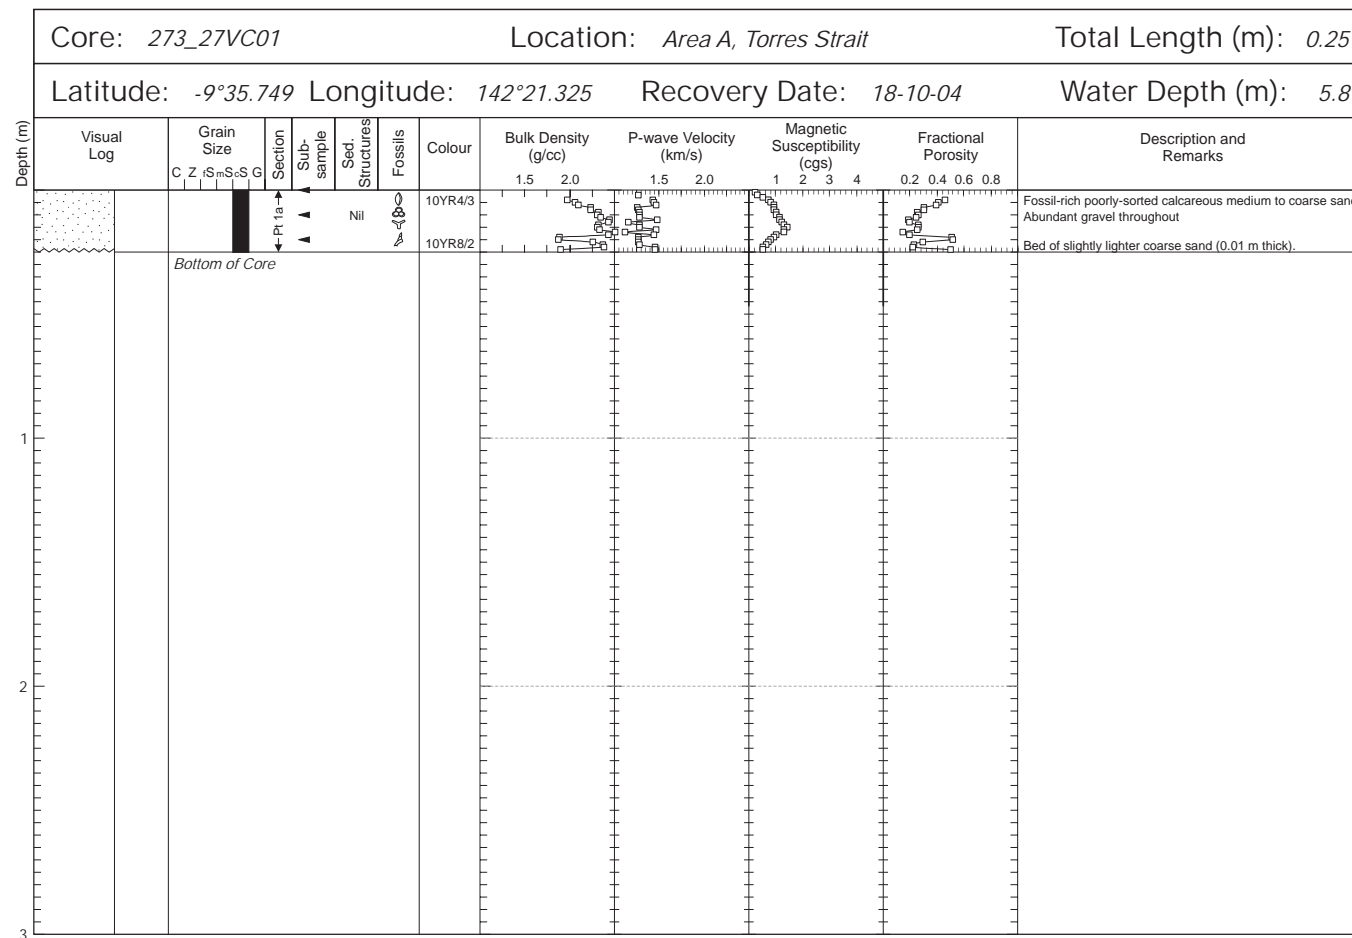 Core: 273_27VC01 Location: Area A, Torres Strait Total Length (m): 0.25
Latitude: -9°35.749 Longitude: 142°21.325 Recovery Date: 18-10-04 Water Depth (m): 5.8
Depth (m)
Visual
Log
Grain
Size
C Z fS mS cS G
Section
Sub-
sample
Sed.
Structures
Fossils
Colour
Bulk Density
(g/cc)
1.5 2.0
P-wave Velocity
(km/s)
1.5 2.0
Magnetic
Susceptibility
(cgs)
1 2 3 4
Fractional
Porosity
0.2 0.4 0.6 0.8
Description and
Remarks
Pt 1a
Nil
10YR4/3
Fossil-rich poorly-sorted calcareous medium to coarse sand
Abundant gravel throughout
10YR8/2
Bed of slightly lighter coarse sand (0.01 m thick).
Bottom of Core
1
2
3